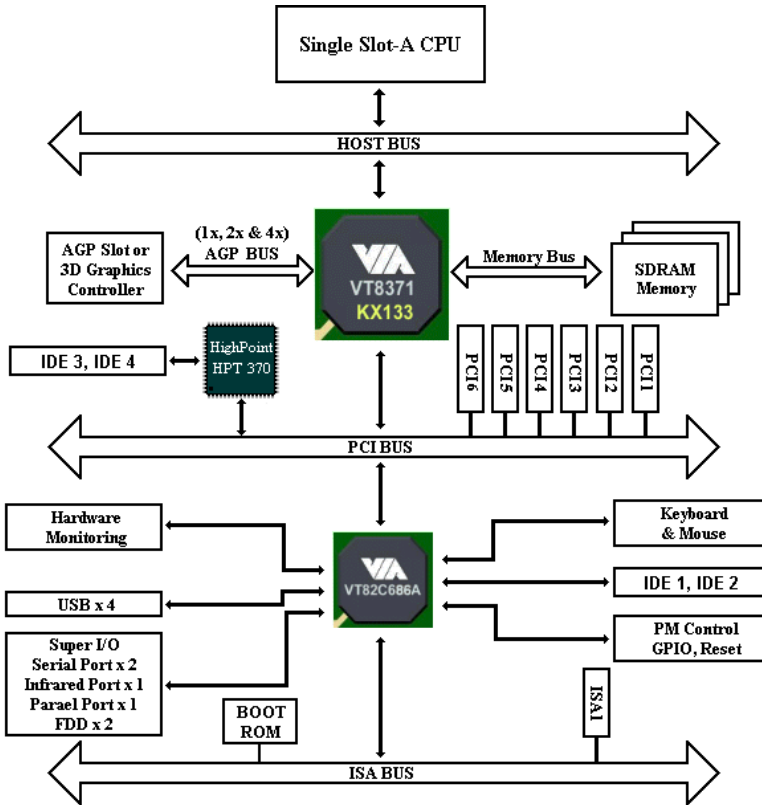 Single Slot-A CPU
HOST BUS
(1x, 2x & 4x)
AGP BUS
AGP Slot or
3D Graphics
Controller
VIA
VT8371
KX133
Memory Bus
SDRAM
Memory
IDE 3, IDE 4
HighPoint
HPT 370
PCI6
PCI5
PCI4
PCI3
PCI2
PCI1
PCI BUS
Hardware
Monitoring
Keyboard
& Mouse
VIA
VT82C686A
USB x 4
IDE 1, IDE 2
Super I/O
Serial Port x 2
Infrared Port x 1
Parael Port x 1
FDD x 2
PM Control
GPIO, Reset
BOOT
ROM
ISA1
ISA BUS